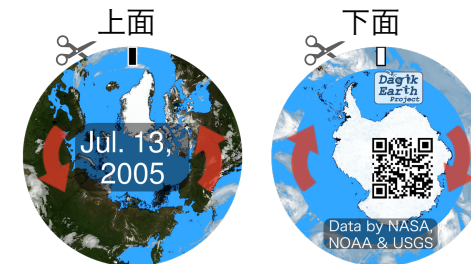 上面
下面
Jul. 13,
2005
Dagik
Earth
Project
Data by NASA,
NOAA & USGS